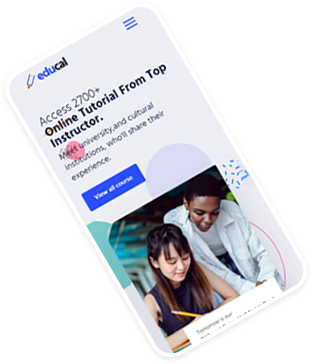 educal
Access 2700+
Online Tutorial From Top
Instructor.
Meet university,and cultural
institutions, who'll share their
experience.
View all course
Tomorrow is our